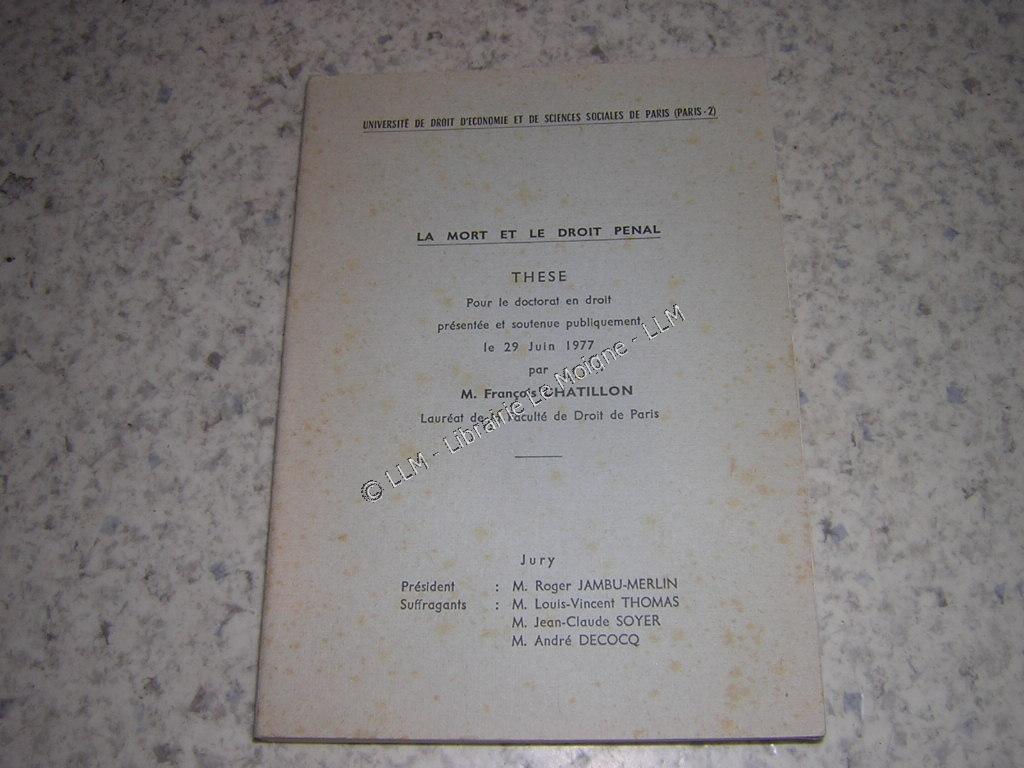 UNIVERSITÉ DE DROIT D'ECONOMIE ET DE SCIENCES SOCIALES DE PARIS (PARIS-2)
LA MORT ET LE DROIT PENAL
THESE
Pour le doctorat en droit
présentée et soutenue publiquement
le 29 Juin 1977
par
M. François CHATILLON
Lauréat de la Faculté de Droit de Paris
© LLM - Librairie Le Moigne - LLM
Jury
Président : M. Roger JAMBU-MERLIN
Suffragants : M. Louis-Vincent THOMAS
M. Jean-Claude SOYER
M. André DECOCQ